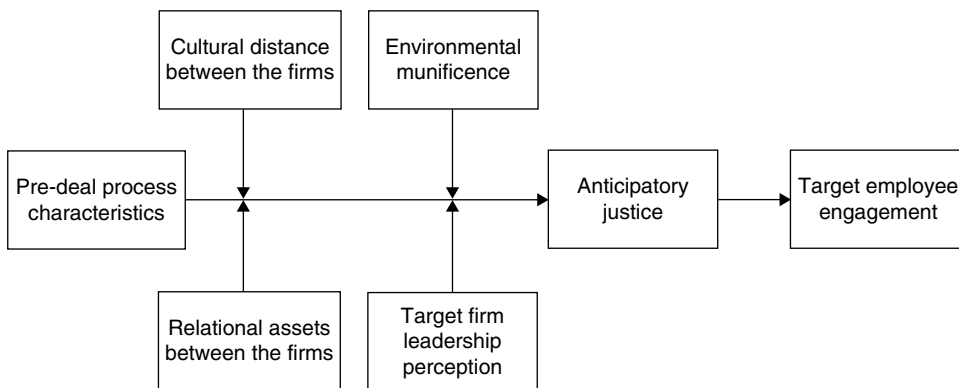 Cultural distance
between the firms
Environmental
munificence
Pre-deal process
characteristics
Anticipatory
justice
Target employee
engagement
Relational assets
between the firms
Target firm
leadership
perception